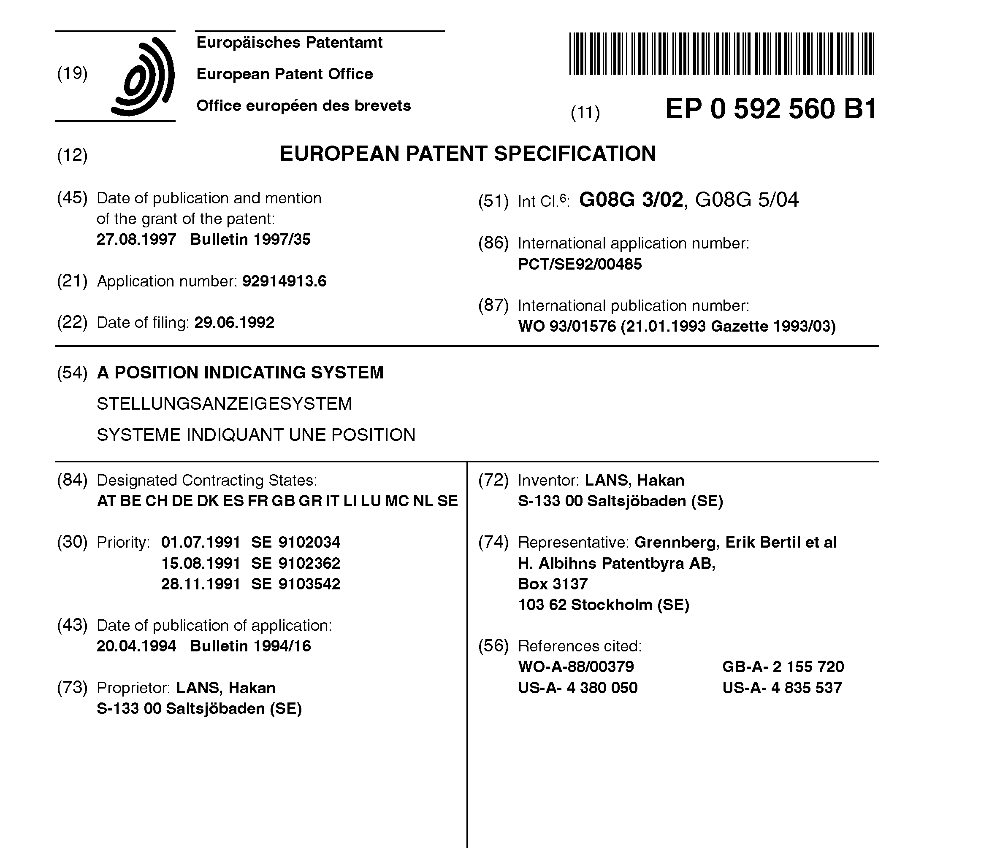 (19)
Europäisches Patentamt
European Patent Office
Office européen des brevets
(11) EP 0 592 560 B1
(12) EUROPEAN PATENT SPECIFICATION
(45) Date of publication and mention
of the grant of the patent:
27.08.1997 Bulletin 1997/35
(21) Application number: 92914913.6
(22) Date of filing: 29.06.1992
(51) Int Cl.6: G08G 3/02, G08G 5/04
(86) International application number:
PCT/SE92/00485
(87) International publication number:
WO 93/01576 (21.01.1993 Gazette 1993/03)
(54) A POSITION INDICATING SYSTEM
STELLUNGSANZEIGESYSTEM
SYSTEME INDIQUANT UNE POSITION
(84) Designated Contracting States:
AT BE CH DE DK ES FR GB GR IT LI LU MC NL SE
(30) Priority: 01.07.1991 SE 9102034
15.08.1991 SE 9102362
28.11.1991 SE 9103542
(43) Date of publication of application:
20.04.1994 Bulletin 1994/16
(73) Proprietor: LANS, Hakan
S-133 00 Saltsjöbaden (SE)
(72) Inventor: LANS, Hakan
S-133 00 Saltsjöbaden (SE)
(74) Representative: Grennberg, Erik Bertil et al
H. Albihns Patentbyra AB,
Box 3137
103 62 Stockholm (SE)
(56) References cited:
WO-A-88/00379 GB-A- 2 155 720
US-A- 4 380 050 US-A- 4 835 537